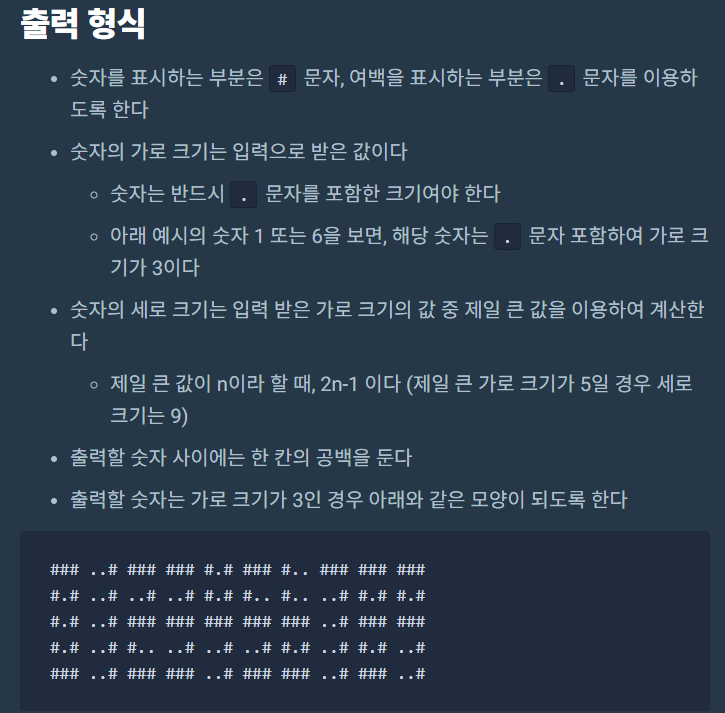 출력 형식
숫자를 표시하는 부분은 # 문자, 여백을 표시하는 부분은 . 문자를 이용하
도록 한다
숫자의 가로 크기는 입력으로 받은 값이다
숫자는 반드시 . 문자를 포함한 크기여야 한다
아래 예시의 숫자 1 또는 6을 보면, 해당 숫자는 . 문자 포함하여 가로 크
기가 3이다
숫자의 세로 크기는 입력 받은 가로 크기의 값 중 제일 큰 값을 이용하여 계산한
다
제일 큰 값이 n이라 할 때, 2n-1 이다 (제일 큰 가로 크기가 5일 경우 세로
크기는 9)
출력할 숫자 사이에는 한 칸의 공백을 둔다
출력할 숫자는 가로 크기가 3인 경우 아래와 같은 모양이 되도록 한다
### ..# ### ### #.# ### #.. ### ### ###
#.# ..# ..# ..# #.# #.. #.. ..# #.# #.#
#.# ..# ### ### ### ### ### ..# ### ###
#.# ..# #.. ..# ..# ..# #.# ..# #.# ..#
### ..# ### ### ..# ### ### ..# ### ..#